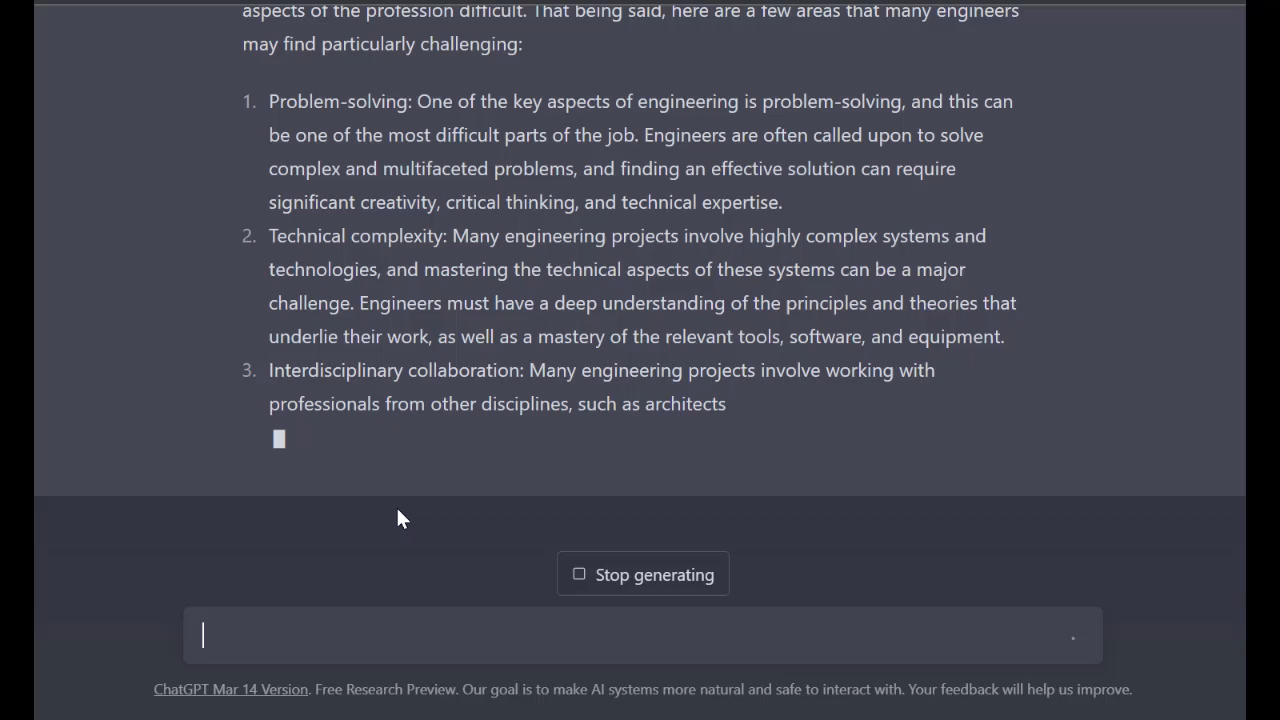 aspects of the profession difficult. That being said, here are a few areas that many engineers
may find particularly challenging:
1. Problem-solving: One of the key aspects of engineering is problem-solving, and this can
be one of the most difficult parts of the job. Engineers are often called upon to solve
complex and multifaceted problems, and finding an effective solution can require
significant creativity, critical thinking, and technical expertise.
2. Technical complexity: Many engineering projects involve highly complex systems and
technologies, and mastering the technical aspects of these systems can be a major
challenge. Engineers must have a deep understanding of the principles and theories that
underlie their work, as well as a mastery of the relevant tools, software, and equipment.
3. Interdisciplinary collaboration: Many engineering projects involve working with
professionals from other disciplines, such as architects
Stop generating
ChatGPT Mar 14 Version. Free Research Preview. Our goal is to make AI systems more natural and safe to interact with. Your feedback will help us improve.